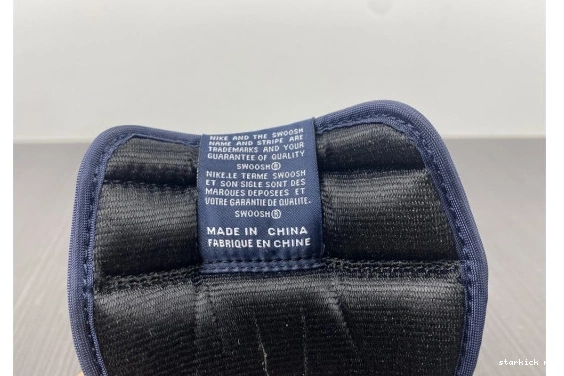 NIKE AND THE SWOOSH
NAME AND STRIPE ARE
TRADEMARKS AND YOUR
GUARANTEE OF QUALITY
SWOOSH®
NIKE.LE TERME SWOOSH
ET SON SIGLE SONT DES
MARQUES DEPOSEES ET
VOTRE GARANTIE DE QUALITE.
SWOOSH®
MADE IN CHINA
FABRIQUE EN CHINE
starkick